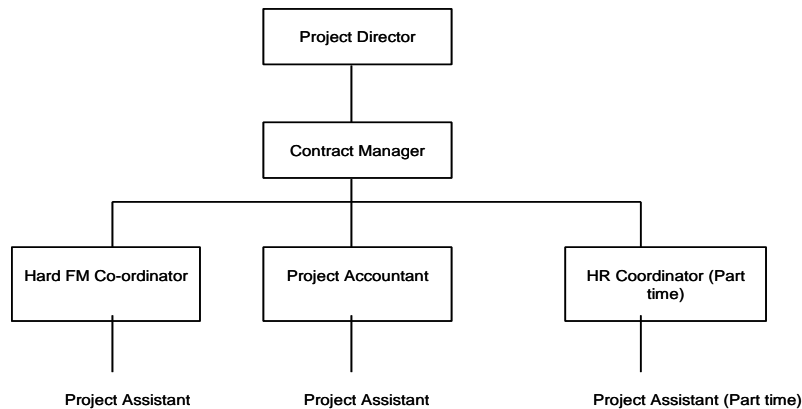 Project Director
Contract Manager
Hard FM Co-ordinator
Project Accountant
HR Coordinator (Part
time)
Project Assistant
Project Assistant
Project Assistant (Part time)